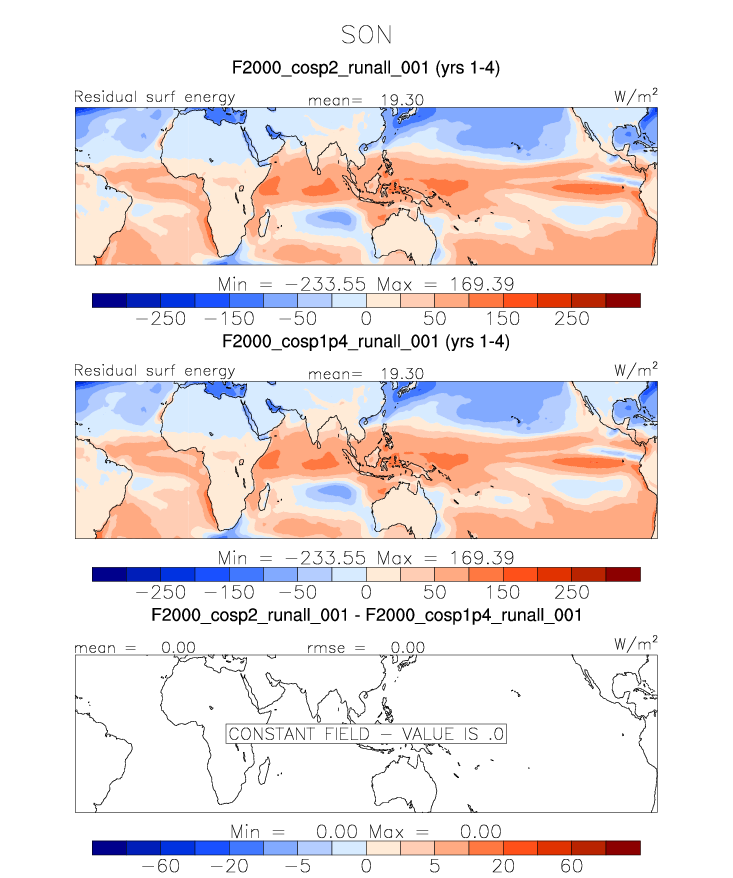 SON
F2000_cosp2_runall_001 (yrs 1-4)
Residual surf energy mean= 19.30 W/m²
Min = −233.55 Max = 169.39
−250 −150 −50 0 50 150 250
F2000_cosp1p4_runall_001 (yrs 1-4)
Residual surf energy mean= 19.30 W/m²
Min = −233.55 Max = 169.39
−250 −150 −50 0 50 150 250
F2000_cosp2_runall_001 - F2000_cosp1p4_runall_001
mean = 0.00 rmse = 0.00 W/m²
CONSTANT FIELD − VALUE IS .0
Min = 0.00 Max = 0.00
−60 −20 −5 0 5 20 60